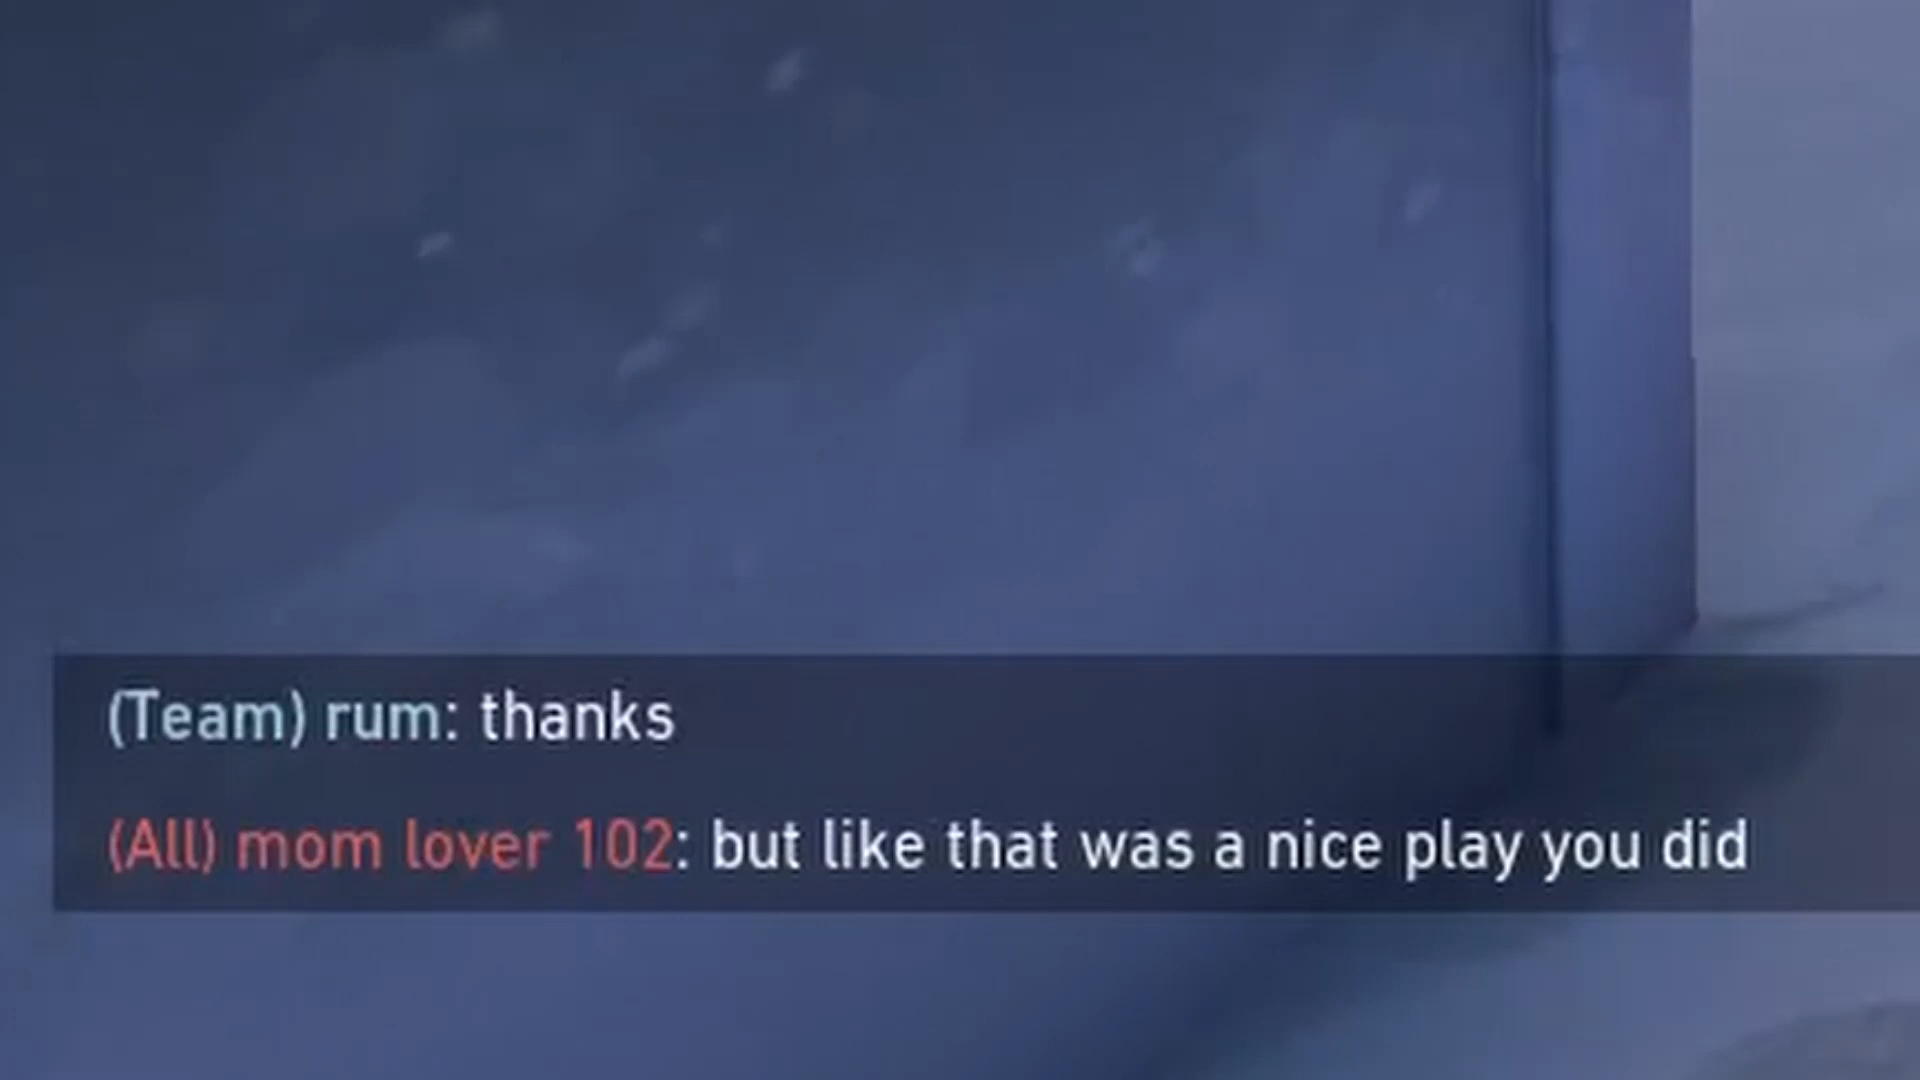 (Team) rum: thanks
(All) mom lover 102: but like that was a nice play you did